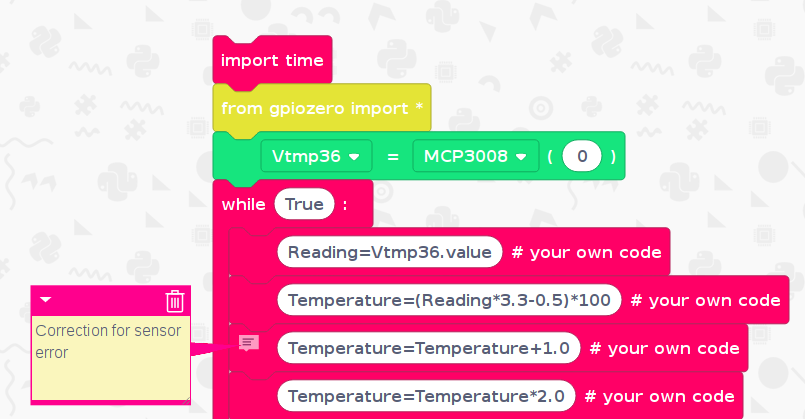 import time
from gpiozero import *
Vtmp36 = MCP3008 ( 0 )
while True :
Reading=Vtmp36.value # your own code
Temperature=(Reading*3.3-0.5)*100 # your own code
Correction for sensor
error
Temperature=Temperature+1.0 # your own code
Temperature=Temperature*2.0 # your own code